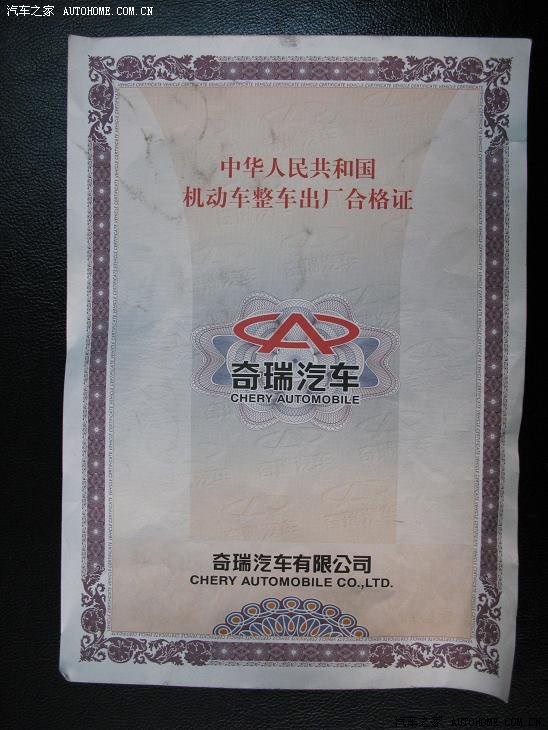 汽车之家 AUTOHOME.COM.CN
中华人民共和国
机动车整车出厂合格证
奇瑞汽车
CHERY AUTOMOBILE
奇瑞汽车有限公司
CHERY AUTOMOBILE CO.,LTD.
汽车之家 AUTOHOME.COM.CN